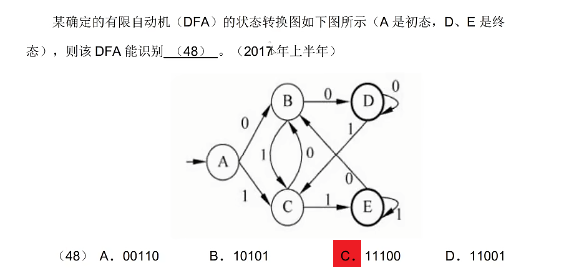 某确定的有限自动机（DFA）的状态转换图如下图所示（A 是初态，D、E 是终
态），则该 DFA 能识别 （48） 。（2017年上半年）
B 0 D 0
0 1
A 1 0
1 0
C 1 E 1
（48） A．00110 B．10101 C．11100 D．11001